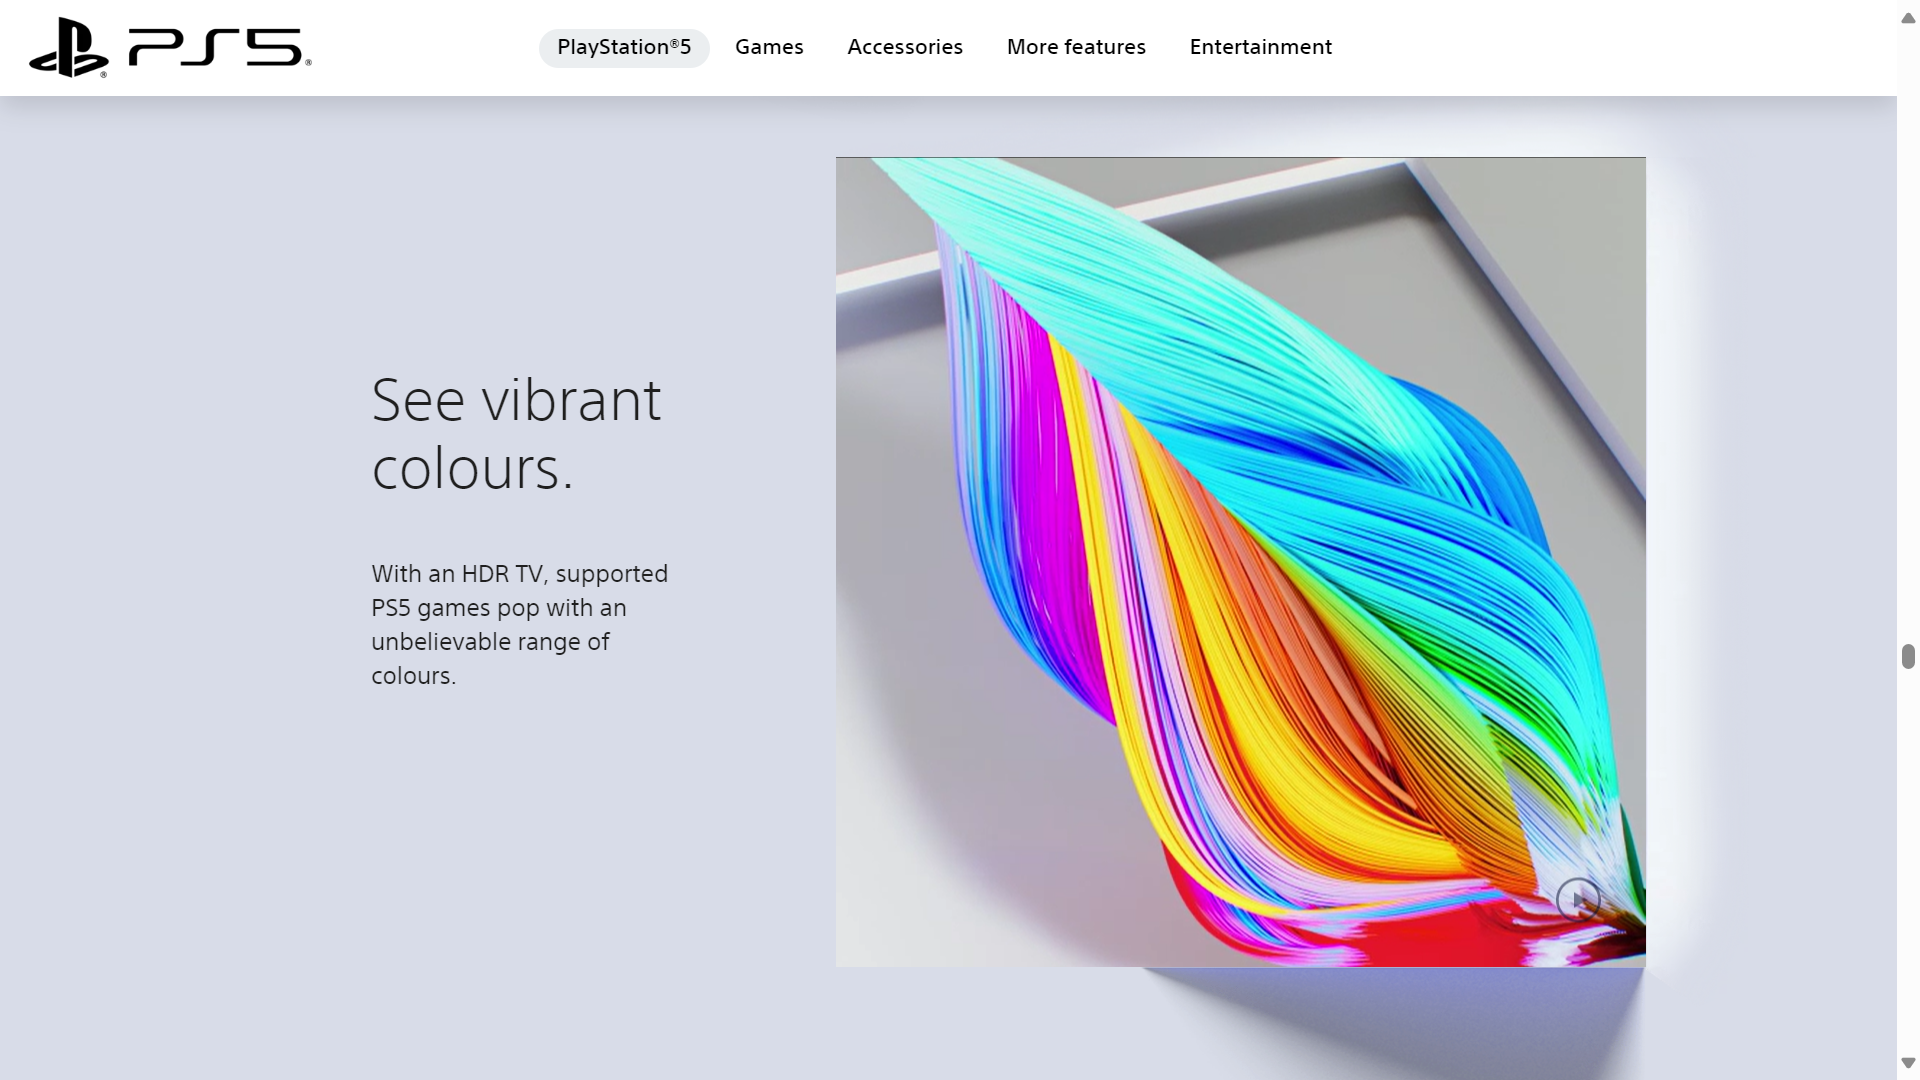 PS5®
PlayStation®5
Games
Accessories
More features
Entertainment
See vibrant
colours.
With an HDR TV, supported
PS5 games pop with an
unbelievable range of
colours.